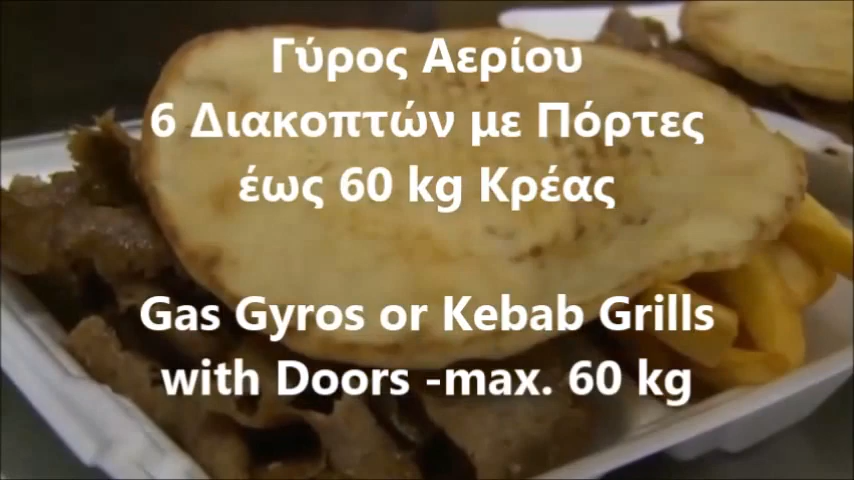 Γύρος Αερίου
6 Διακοπτών με Πόρτες
έως 60 kg Κρέας
Gas Gyros or Kebab Grills
with Doors -max. 60 kg